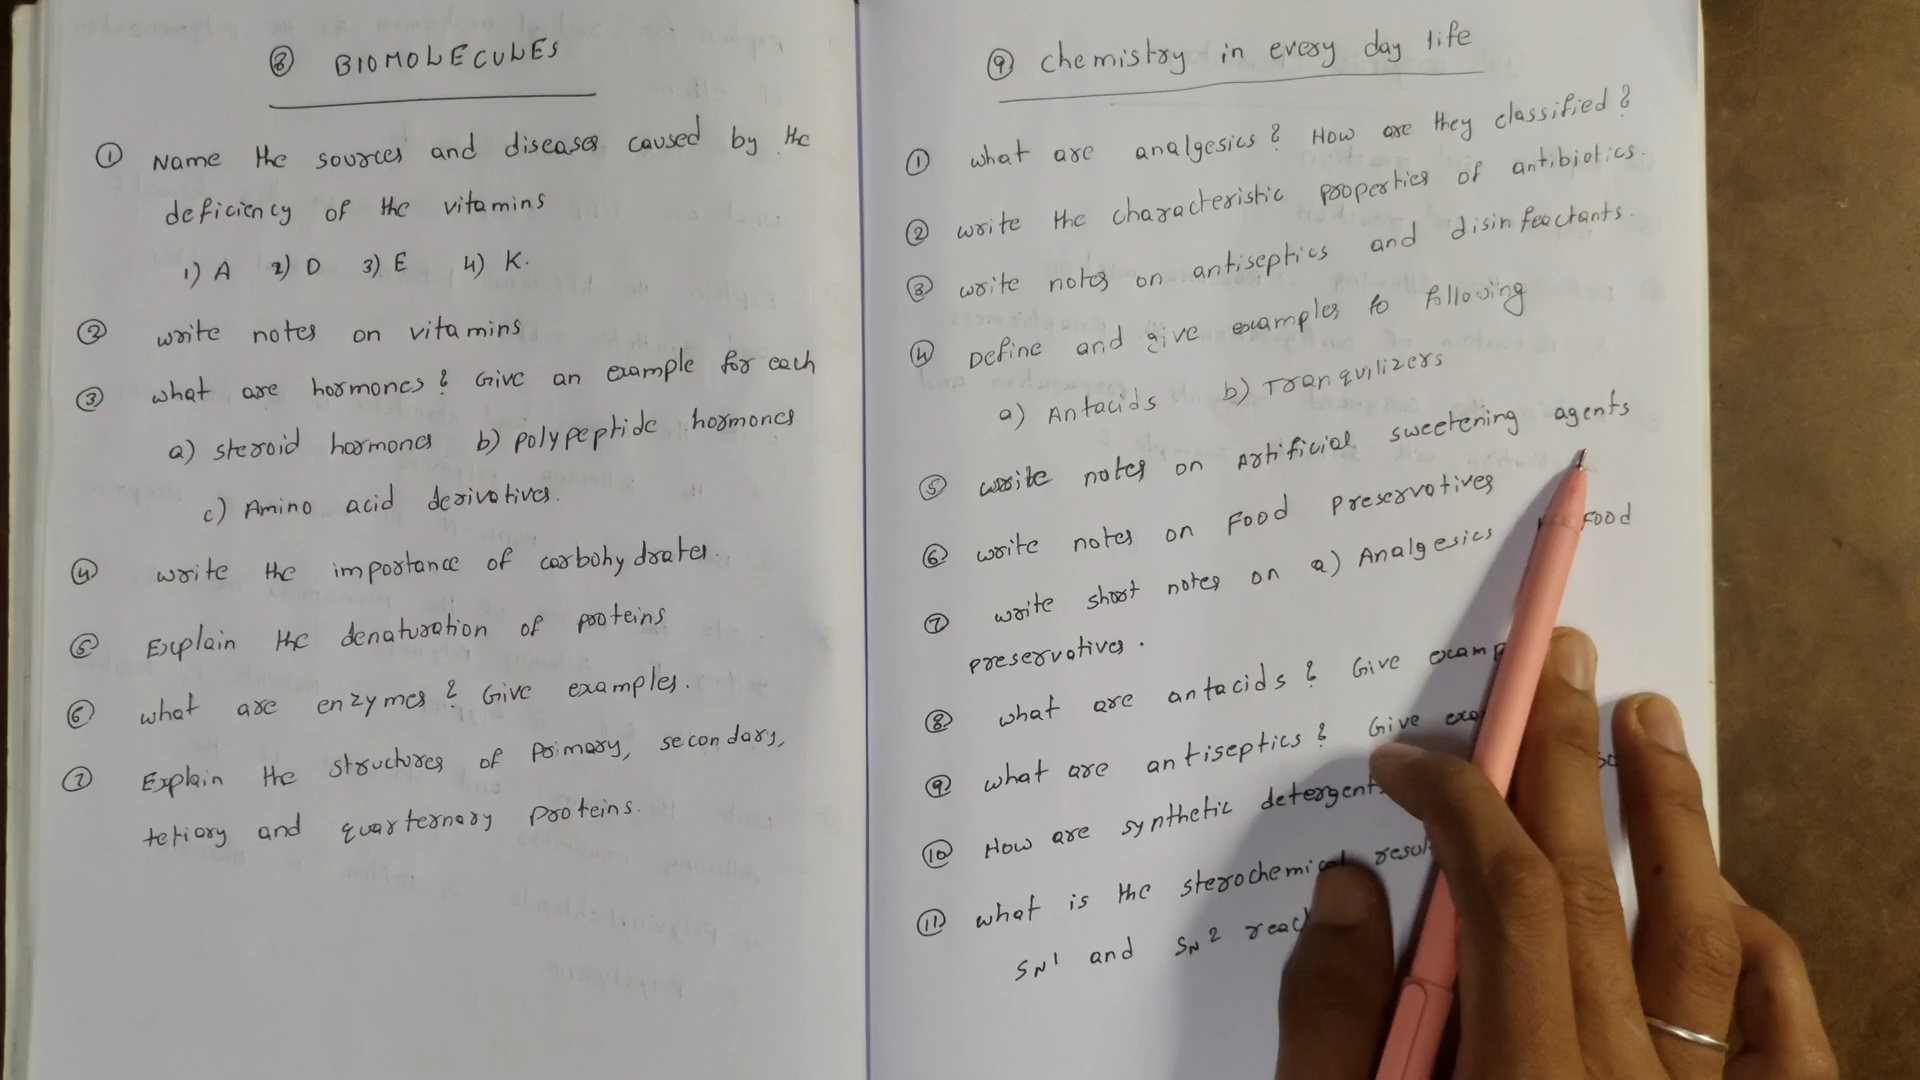 ⑧ BIOMOLECULES
① Name the sources and diseases caused by the
deficiency of the vitamins
1) A 2) D 3) E 4) K.
② write notes on vitamins
③ what are hormones? Give an example for each
a) steroid hormones b) polypeptide hormones
c) Amino acid derivatives.
④ write the importance of carbohydrates.
⑤ Explain the denaturation of proteins
⑥ what are enzymes? Give examples.
⑦ Explain the structures of primary, secondary,
tetiary and quarternary proteins.
⑨ chemistry in every day life
① what are analgesics? How are they classified?
② write the characteristic properties of antibiotics.
③ write notes on antiseptics and disinfeactants.
④ Define and give examples to following
a) Antacids b) Tranquilizers
⑤ write notes on Artificial sweetening agents
⑥ write notes on Food preservatives
⑦ write short notes on a) Analgesics Food
preservatives.
⑧ what are antacids? Give
⑨ what are antiseptics? Give
⑩ How are synthetic detergents
⑪ what is the sterochemical
SN1 and SN2